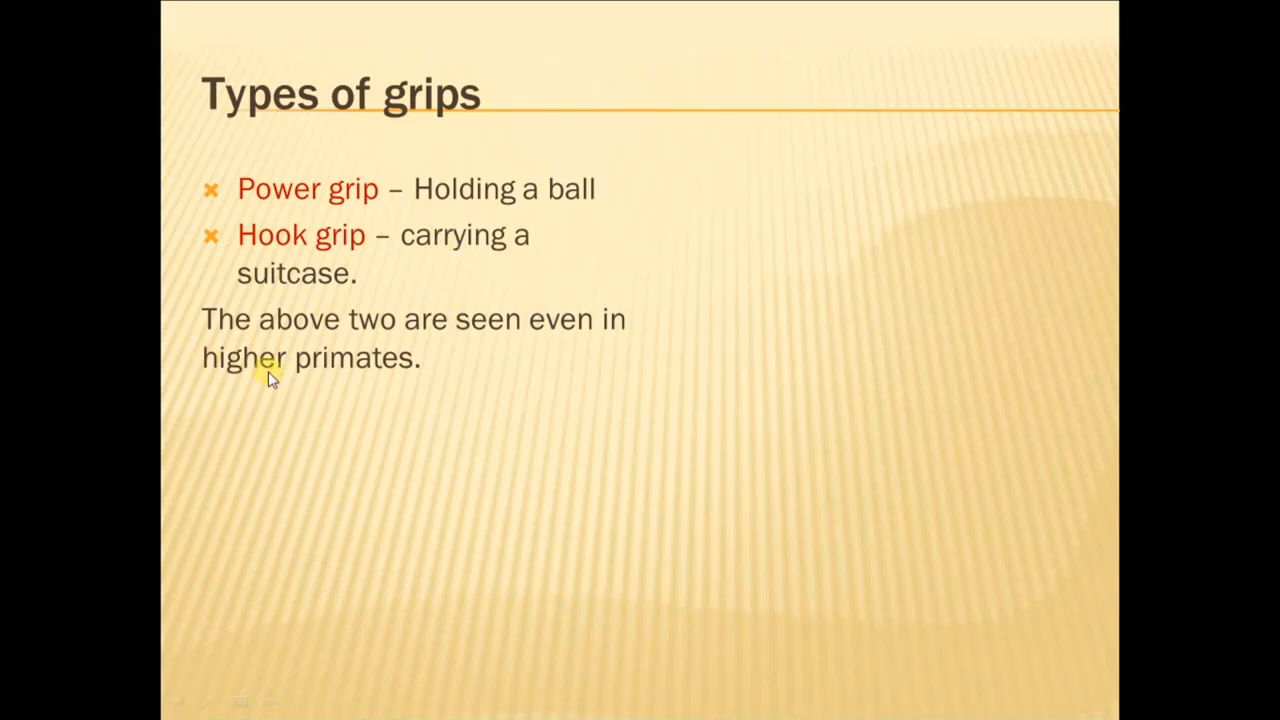 Types of grips
Power grip – Holding a ball
Hook grip – carrying a
suitcase.
The above two are seen even in
higher primates.